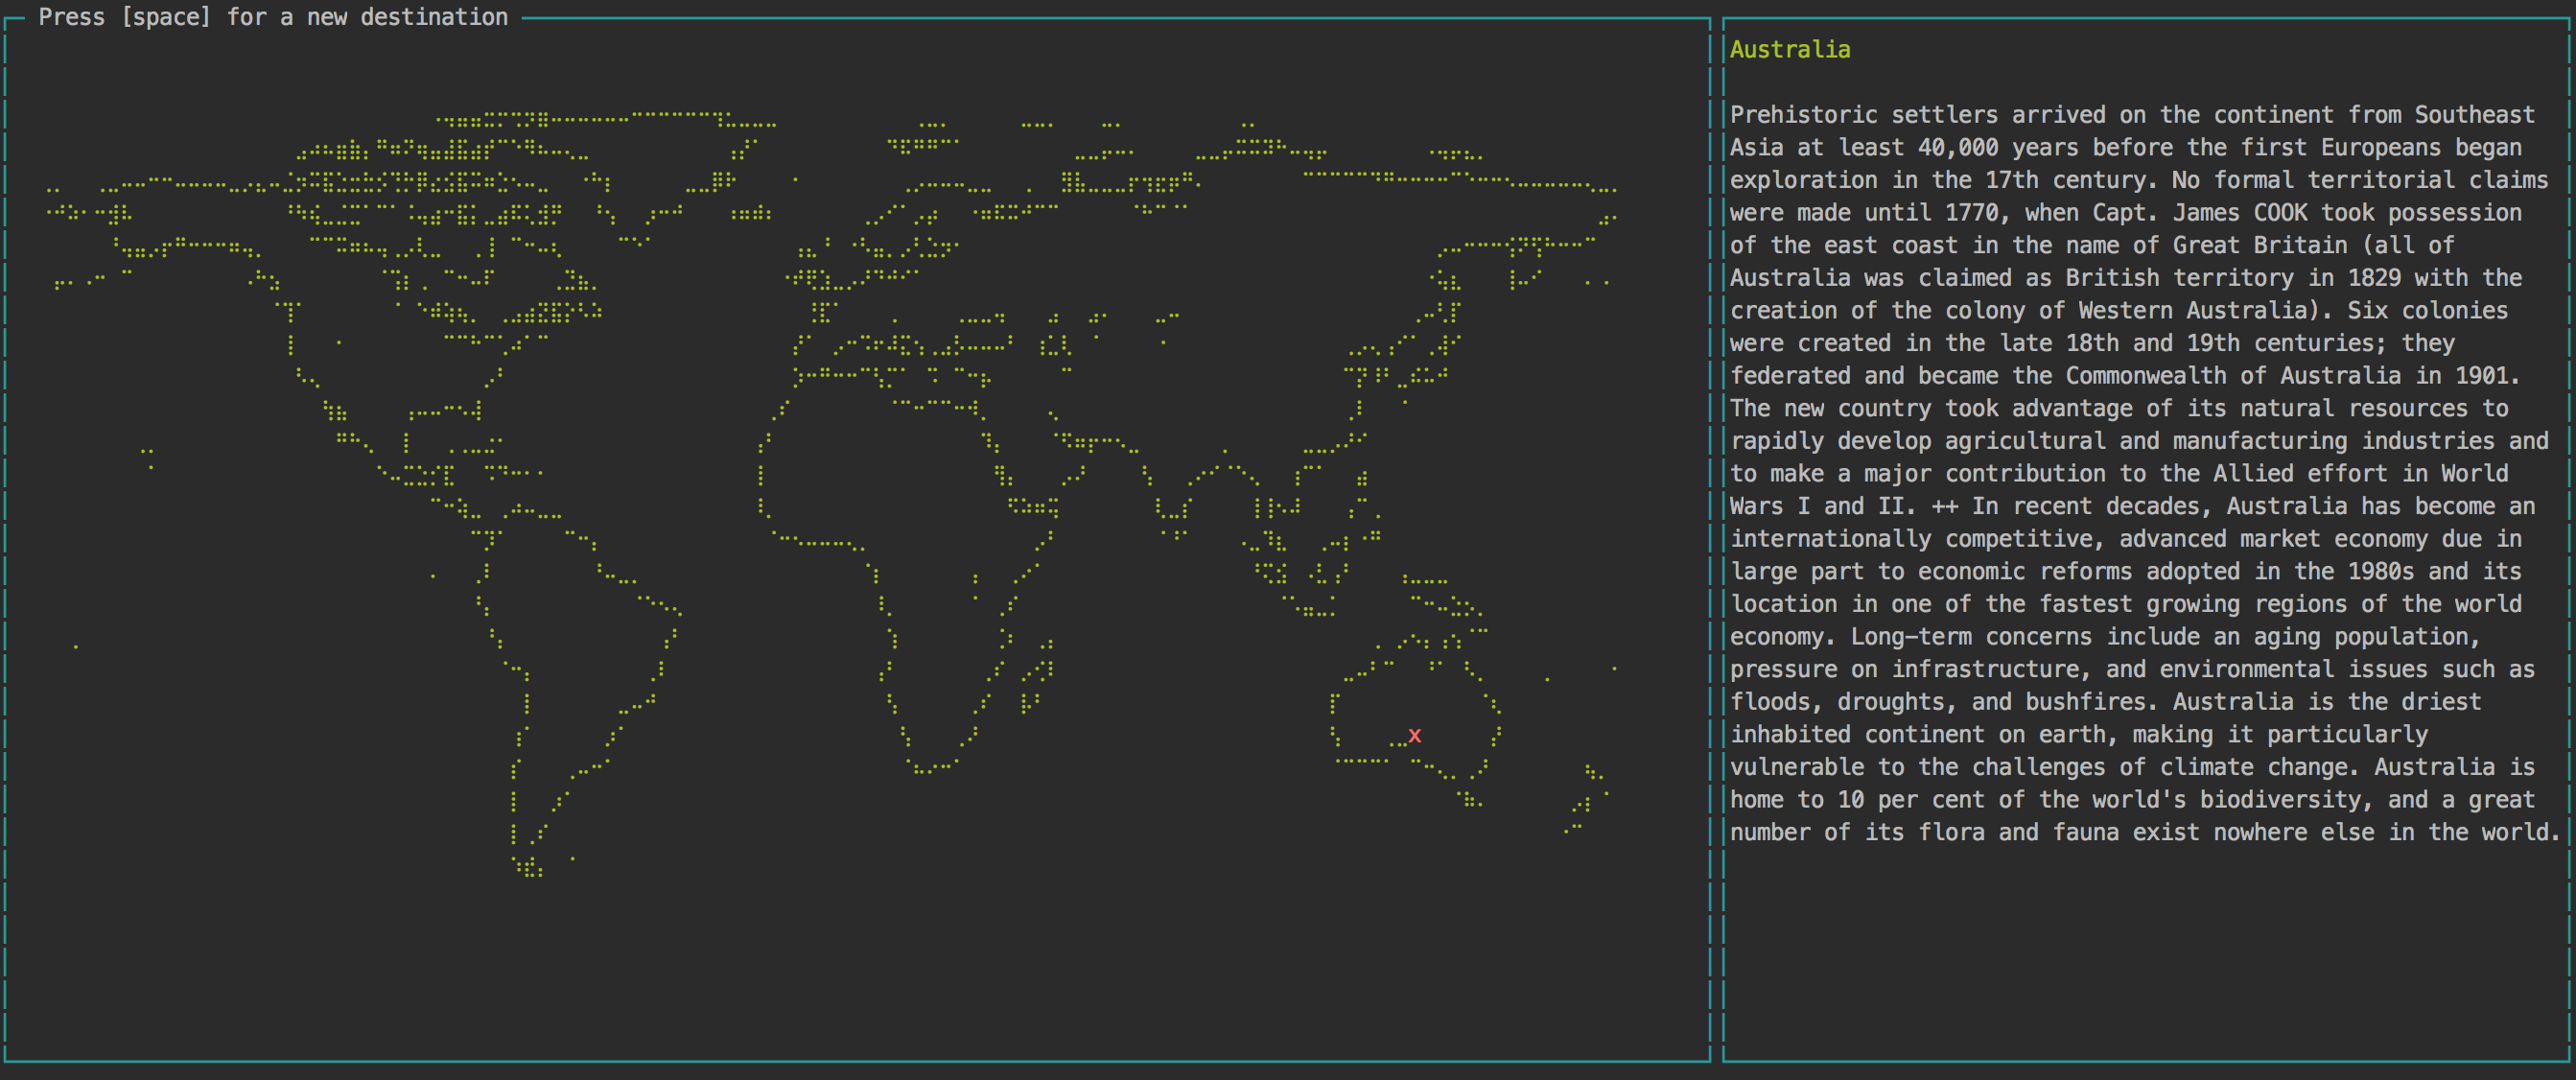 Press [space] for a new destination
Australia
Prehistoric settlers arrived on the continent from Southeast
Asia at least 40,000 years before the first Europeans began
exploration in the 17th century. No formal territorial claims
were made until 1770, when Capt. James COOK took possession
of the east coast in the name of Great Britain (all of
Australia was claimed as British territory in 1829 with the
creation of the colony of Western Australia). Six colonies
were created in the late 18th and 19th centuries; they
federated and became the Commonwealth of Australia in 1901.
The new country took advantage of its natural resources to
rapidly develop agricultural and manufacturing industries and
to make a major contribution to the Allied effort in World
Wars I and II. ++ In recent decades, Australia has become an
internationally competitive, advanced market economy due in
large part to economic reforms adopted in the 1980s and its
location in one of the fastest growing regions of the world
economy. Long-term concerns include an aging population,
pressure on infrastructure, and environmental issues such as
floods, droughts, and bushfires. Australia is the driest
inhabited continent on earth, making it particularly
vulnerable to the challenges of climate change. Australia is
home to 10 per cent of the world's biodiversity, and a great
number of its flora and fauna exist nowhere else in the world.
X